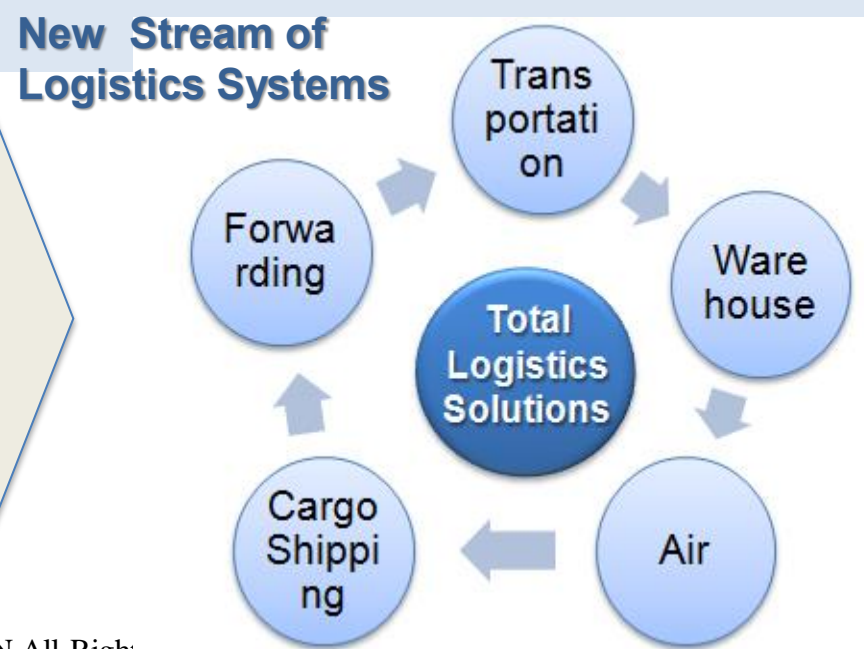 New Stream of
Logistics Systems
Trans
portati
on
Ware
house
Air
Cargo
Shippi
ng
Forwa
rding
Total
Logistics
Solutions
All